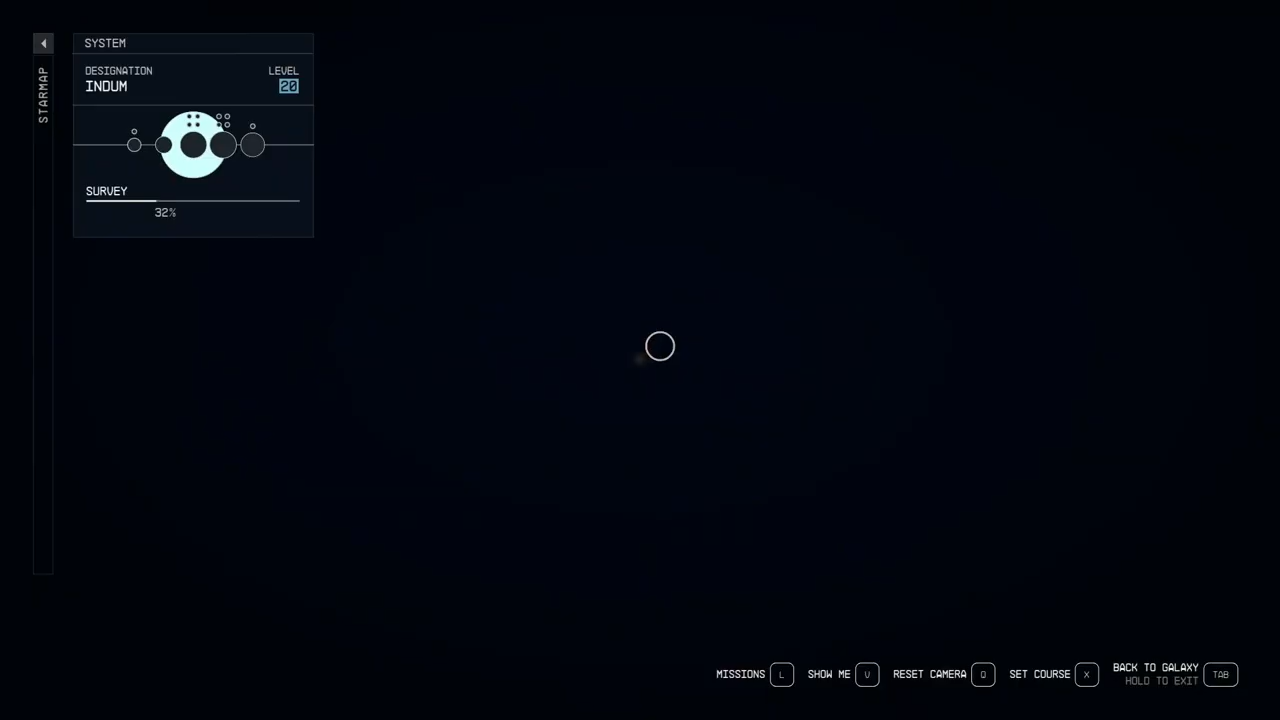 SYSTEM
DESIGNATION LEVEL
INDUM 20
STARMAP
SURVEY
32%
MISSIONS L SHOW ME U RESET CAMERA Q SET COURSE X BACK TO GALAXY TAB
HOLD TO EXIT